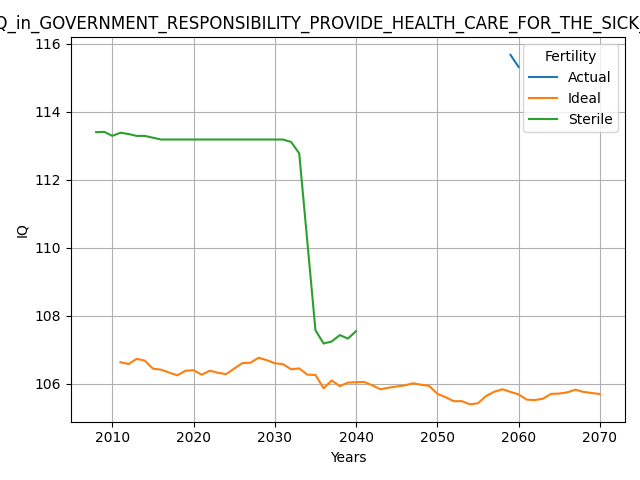 Q_in_GOVERNMENT_RESPONSIBILITY_PROVIDE_HEALTH_CARE_FOR_THE_SICK_
116
114
112
110
108
106
IQ
Fertility
Actual
Ideal
Sterile
2010 2020 2030 2040 2050 2060 2070
Years